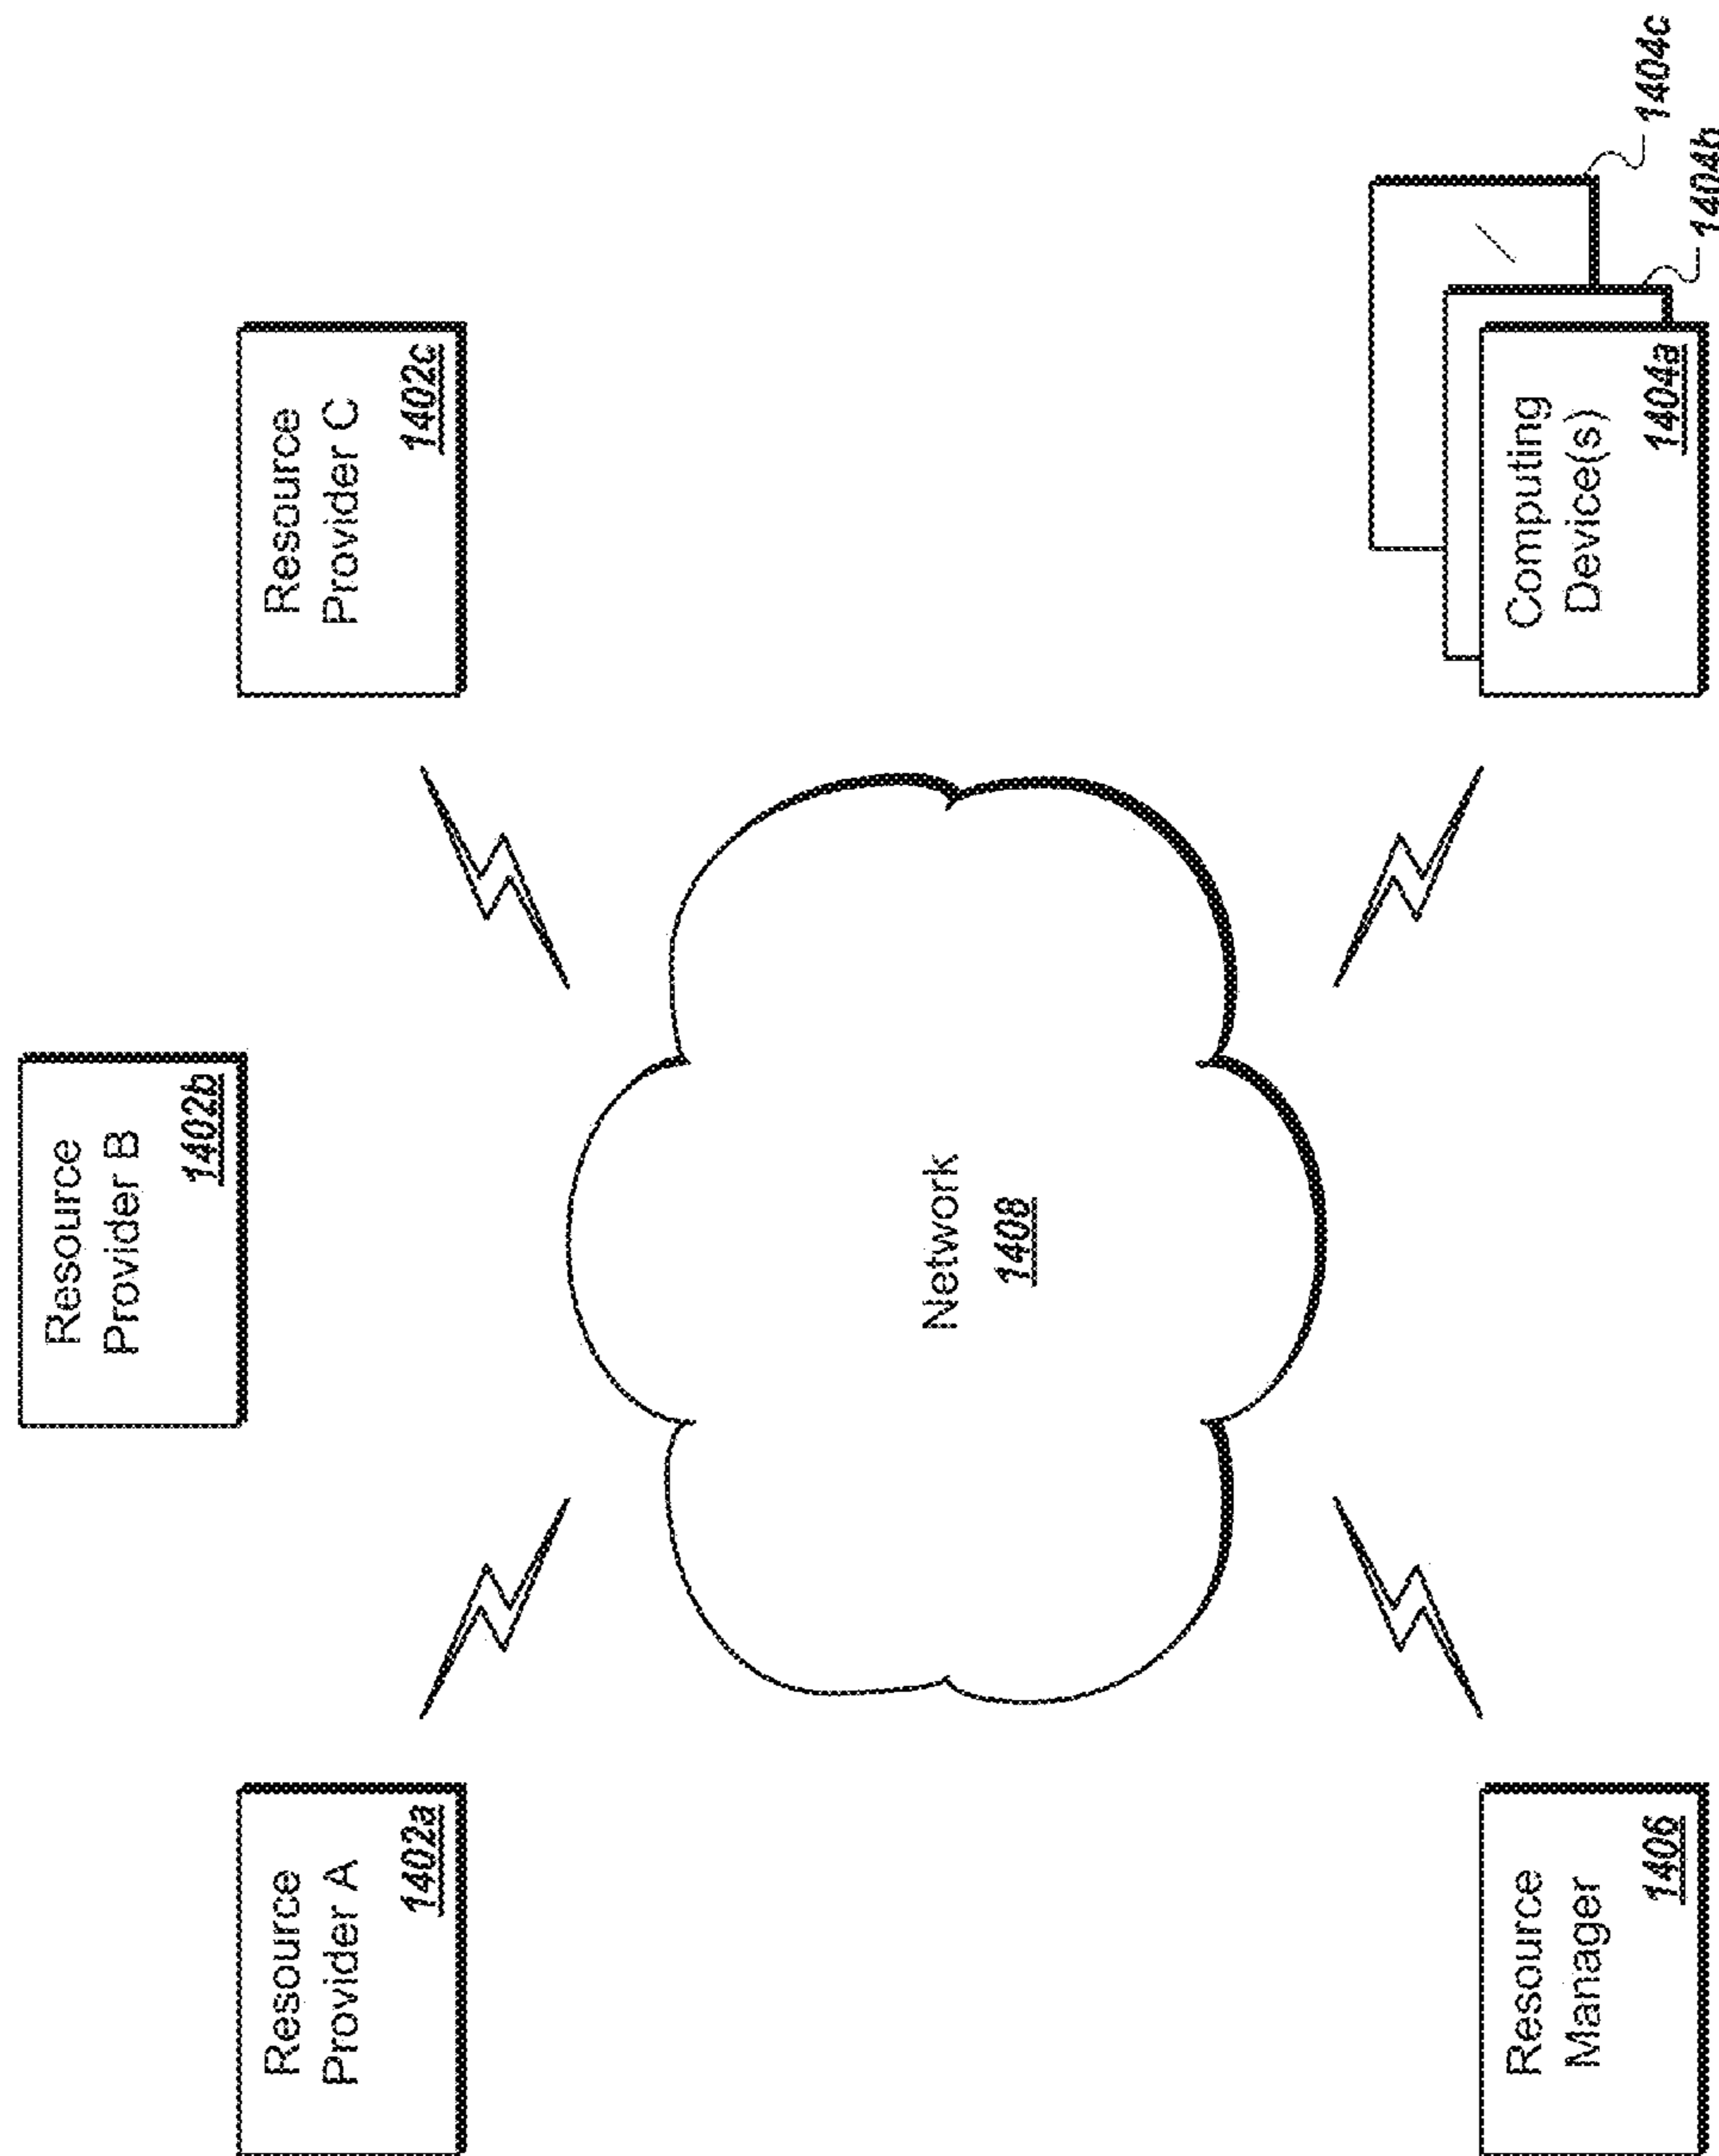 Resource
Provider B
1402b
Resource
Provider A
1402a
Resource
Provider C
1402c
Network
1408
Resource
Manager
1406
Computing
Device(s)
1404a
1404b
1404c